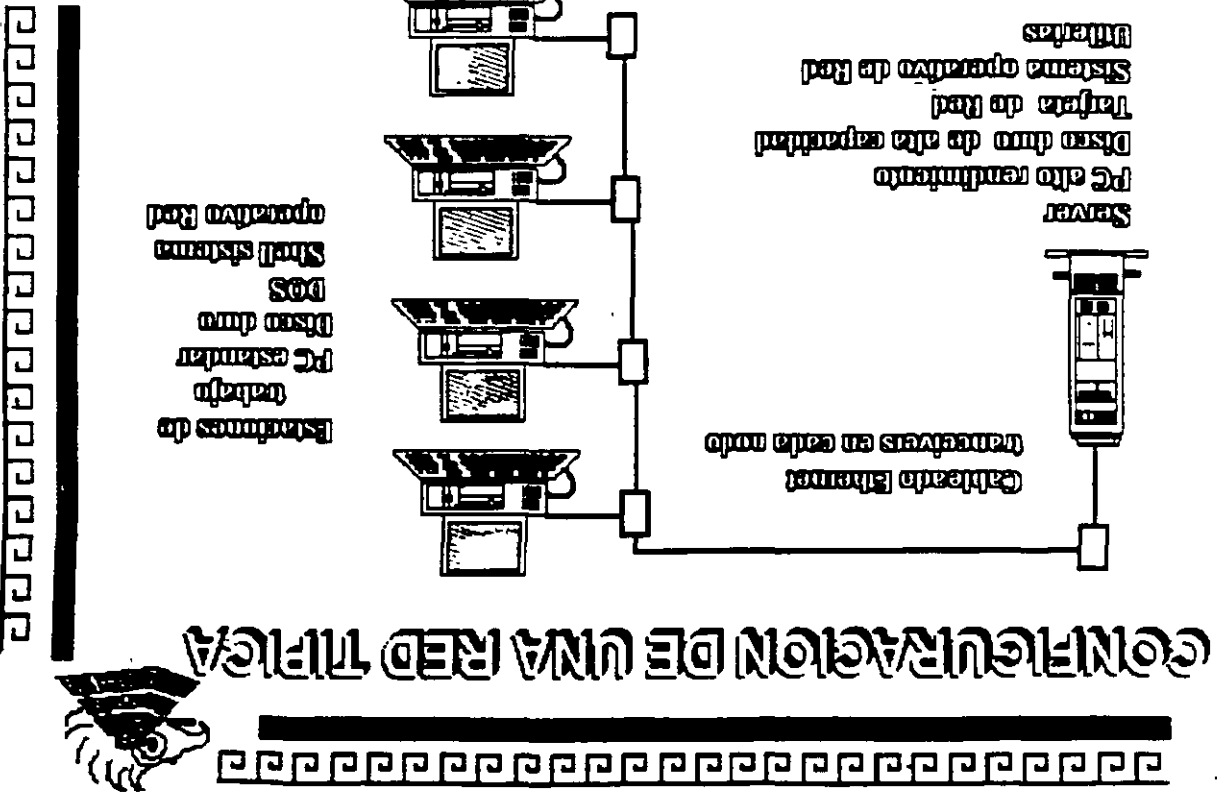 CONFIGURACION DE UNA RED TIPICA
Cableado Ethernet
tranceivers en cada nodo
Server
PC alto rendimiento
Disco duro de alta capacidad
Tarjeta de Red
Sistema operativo de Red
Utilerias
Estaciones de
trabajo
PC estandar
Disco duro
DOS
Shell sistema
operativo Red